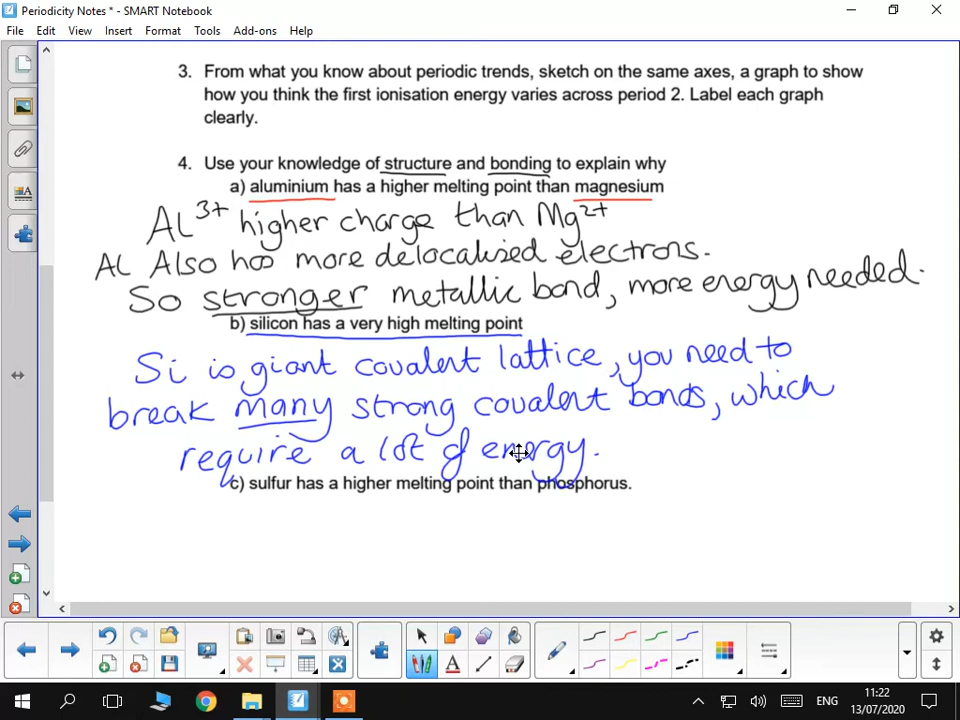 Periodicity Notes * - SMART Notebook
File Edit View Insert Format Tools Add-ons Help
3. From what you know about periodic trends, sketch on the same axes, a graph to show
how you think the first ionisation energy varies across period 2. Label each graph
clearly.
4. Use your knowledge of structure and bonding to explain why
a) aluminium has a higher melting point than magnesium
Al3+ higher charge than Mg2+
Al Also has more delocalised electrons.
So stronger metallic bond, more energy needed.
b) silicon has a very high melting point
Si is giant covalent lattice, you need to
break many strong covalent bonds, which
require a lot of energy.
c) sulfur has a higher melting point than phosphorus.
ENG
11:22
13/07/2020